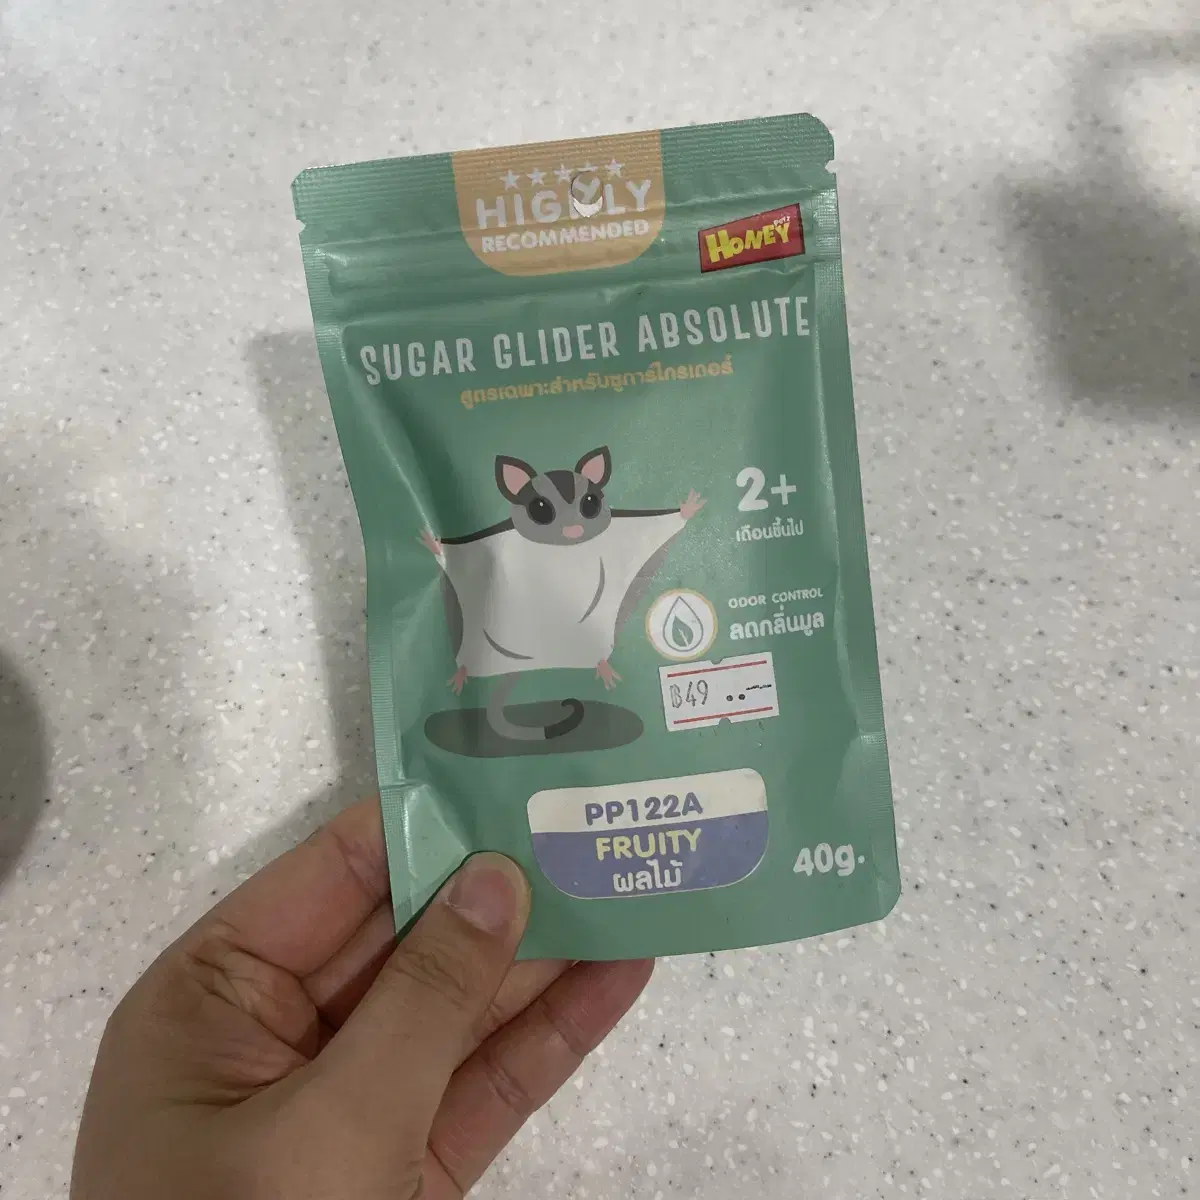 HIGHLY
RECOMMENDED
PET'S
HONEY
SUGAR GLIDER ABSOLUTE
สูตรเฉพาะสำหรับชูการ์ไกรเดอร์
2+
เดือนขึ้นไป
ODOR CONTROL
ลดกลิ่นมูล
฿49 ..-
PP122A
FRUITY
ผลไม้
40g.